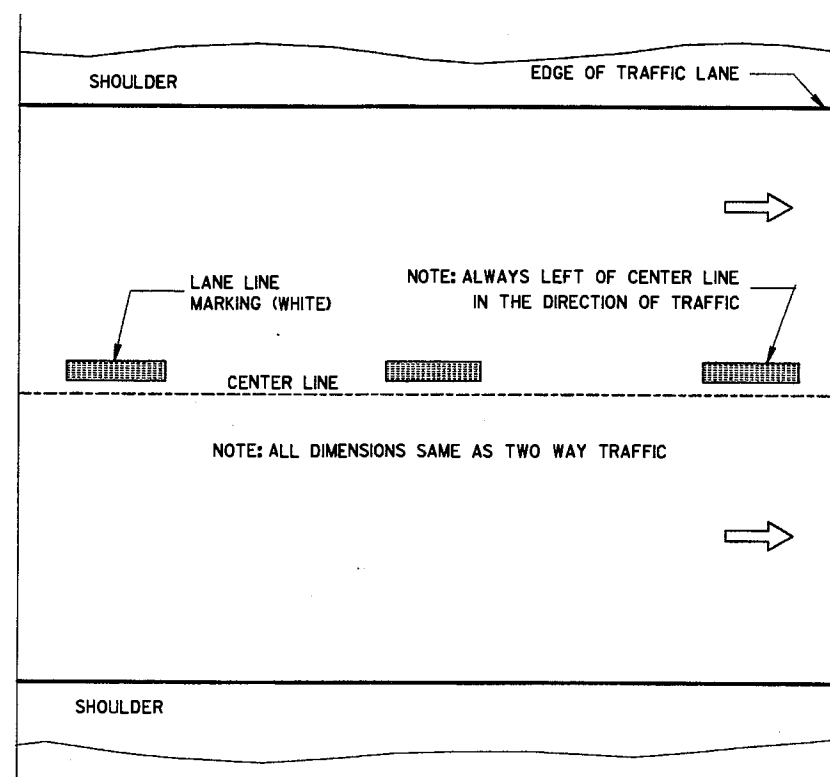 SHOULDER
EDGE OF TRAFFIC LANE
LANE LINE
MARKING (WHITE)
NOTE: ALWAYS LEFT OF CENTER LINE
IN THE DIRECTION OF TRAFFIC
CENTER LINE
NOTE: ALL DIMENSIONS SAME AS TWO WAY TRAFFIC
SHOULDER